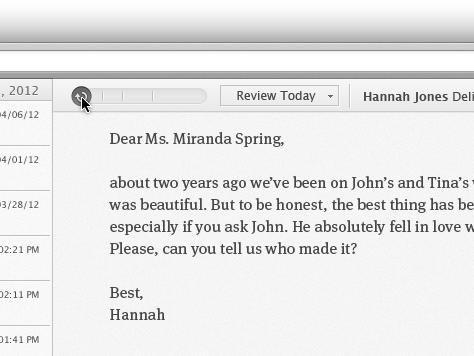 , 2012
Review Today
Hannah Jones Deli
04/06/12
04/01/12
03/28/12
02:21 PM
02:11 PM
01:41 PM
Dear Ms. Miranda Spring,
about two years ago we've been on John's and Tina's
was beautiful. But to be honest, the best thing has be
especially if you ask John. He absolutely fell in love
Please, can you tell us who made it?
Best,
Hannah